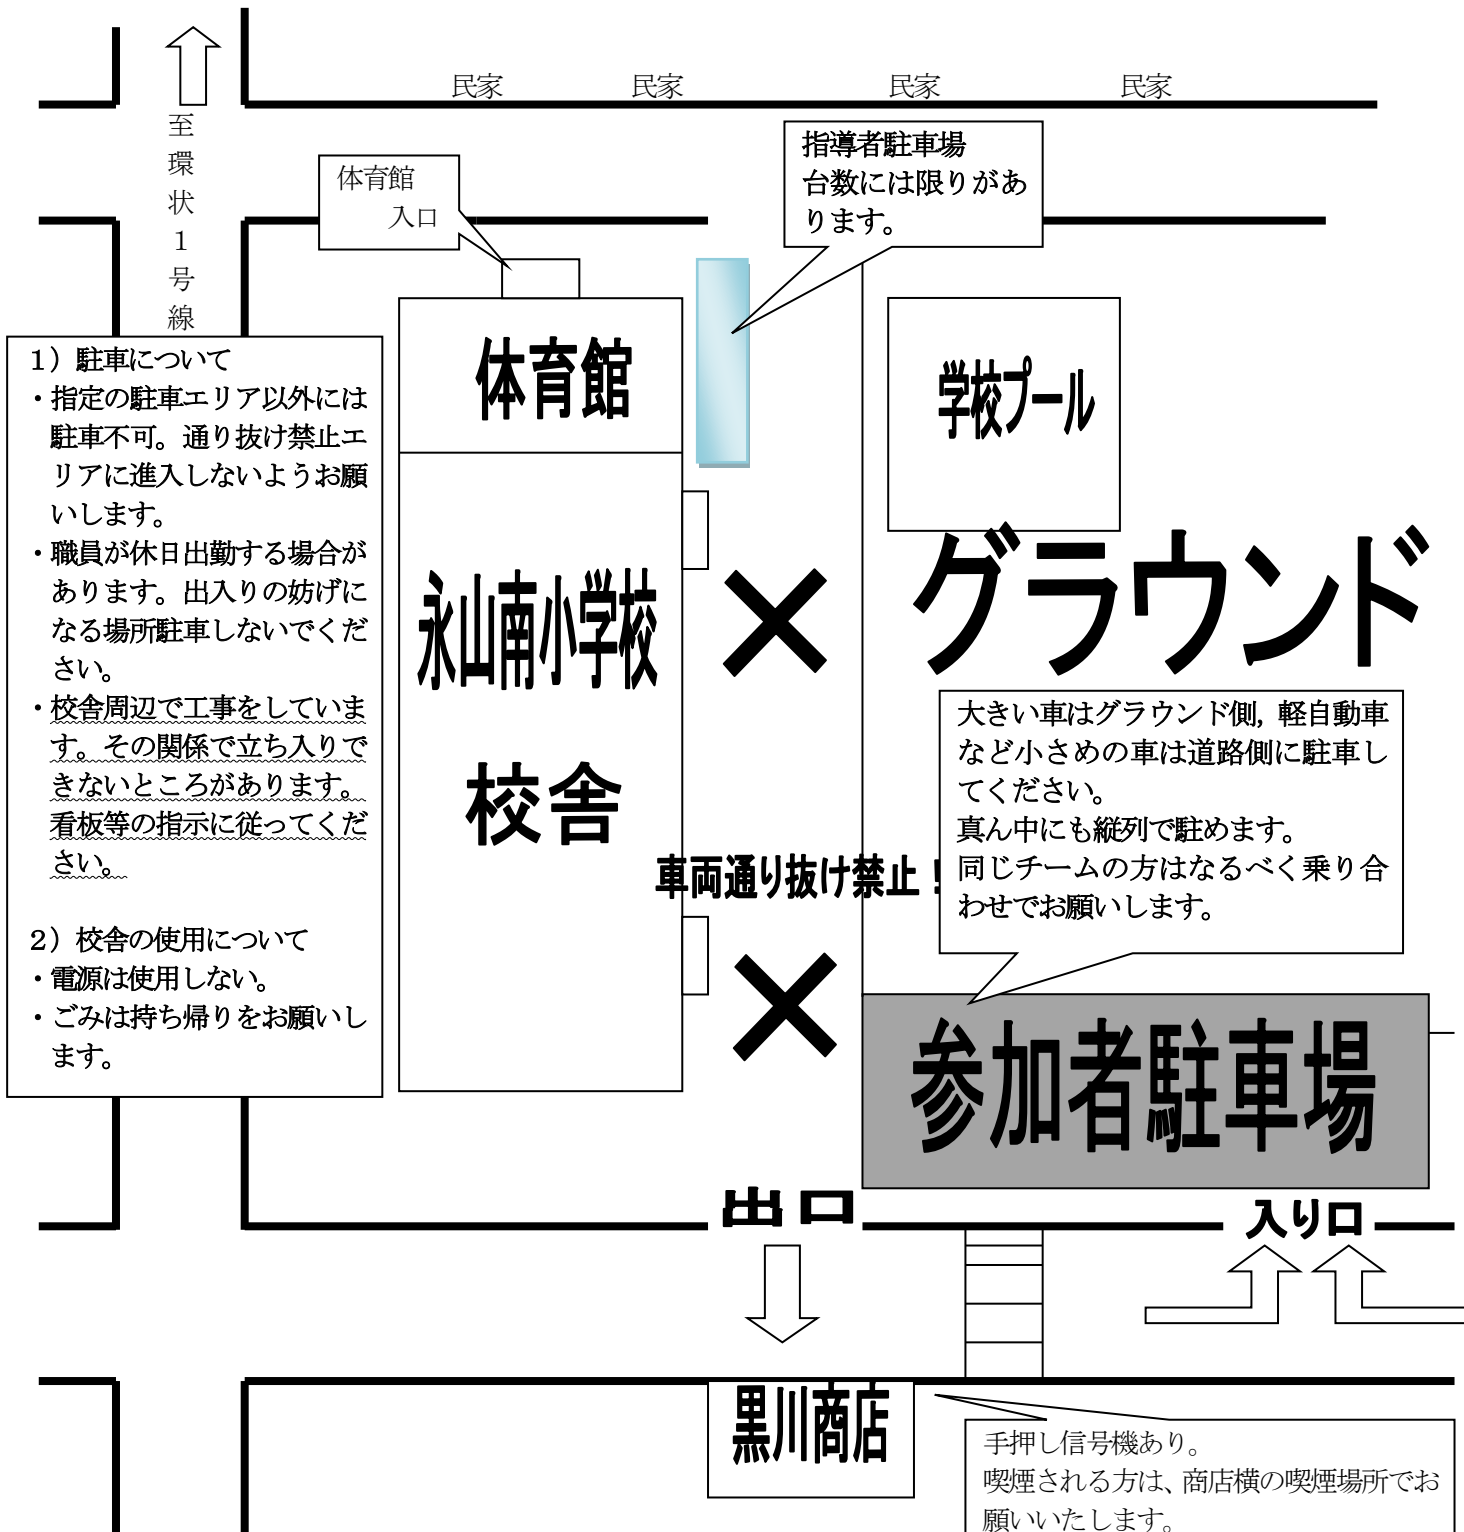 民家 民家 民家 民家
至環状1号線
体育館
入口
指導者駐車場
台数には限りがあ
ります。
体育館
学校プール
1）駐車について
・指定の駐車エリア以外には
駐車不可。通り抜け禁止エ
リアに進入しないようお願
いします。
・職員が休日出勤する場合が
あります。出入りの妨げに
なる場所駐車しないでくだ
さい。
・校舎周辺で工事をしていま
す。その関係で立ち入りで
きないところがあります。
看板等の指示に従ってくだ
さい。
2）校舎の使用について
・電源は使用しない。
・ごみは持ち帰りをお願いし
ます。
永山南小学校
校舎
グラウンド
車両通り抜け禁止！
大きい車はグラウンド側，軽自動車
など小さめの車は道路側に駐車し
てください。
真ん中にも縦列で駐めます。
同じチームの方はなるべく乗り合
わせでお願いします。
参加者駐車場
出口
入り口
黒川商店
手押し信号機あり。
喫煙される方は、商店横の喫煙場所でお
願いいたします。